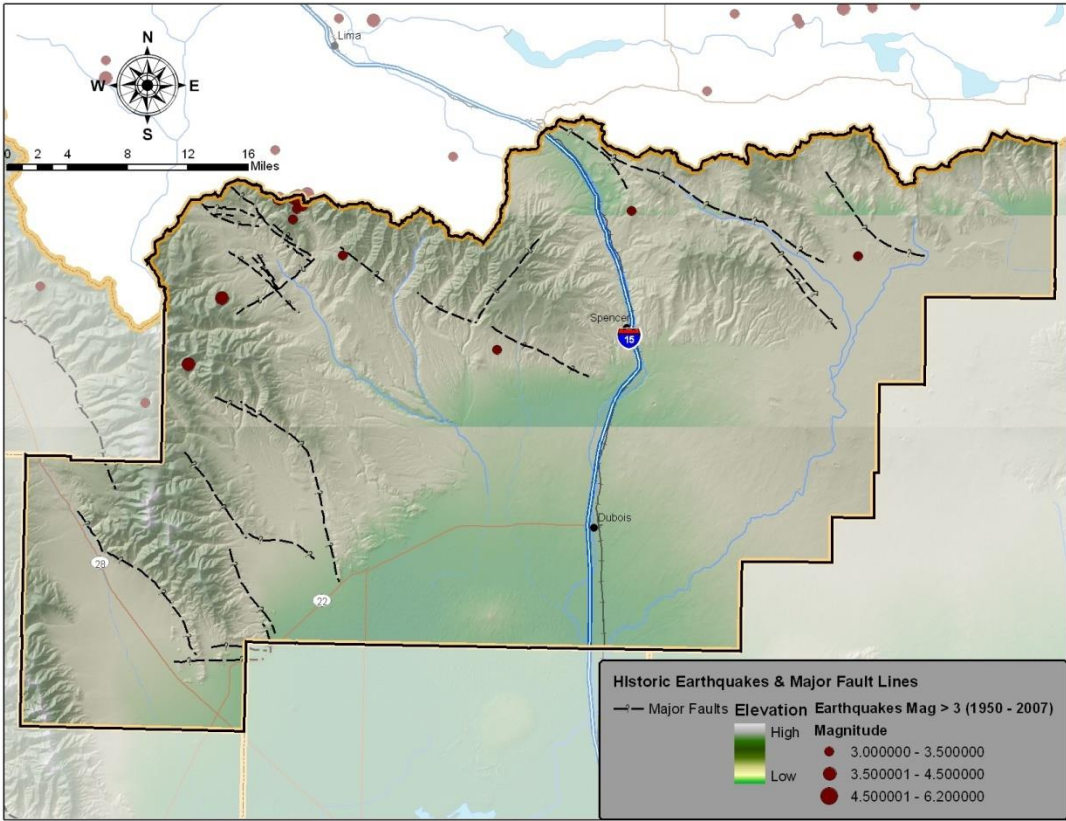 Lima
N
W E
S
0 2 4 8 12 16
Miles
Spencer
15
Dubois
28
22
HIstoric Earthquakes & Major Fault Lines
Major Faults
Elevation
High
Low
Earthquakes Mag > 3 (1950 - 2007)
Magnitude
3.000000 - 3.500000
3.500001 - 4.500000
4.500001 - 6.200000